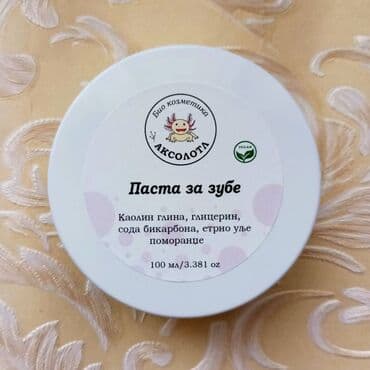 Био козметика
АКСОЛОТЛ
VEGAN
Паста за зубе
Каолин глина, глицерин,
сода бикарбона, етрно уље
поморанџе
100 мл/3.381 oz